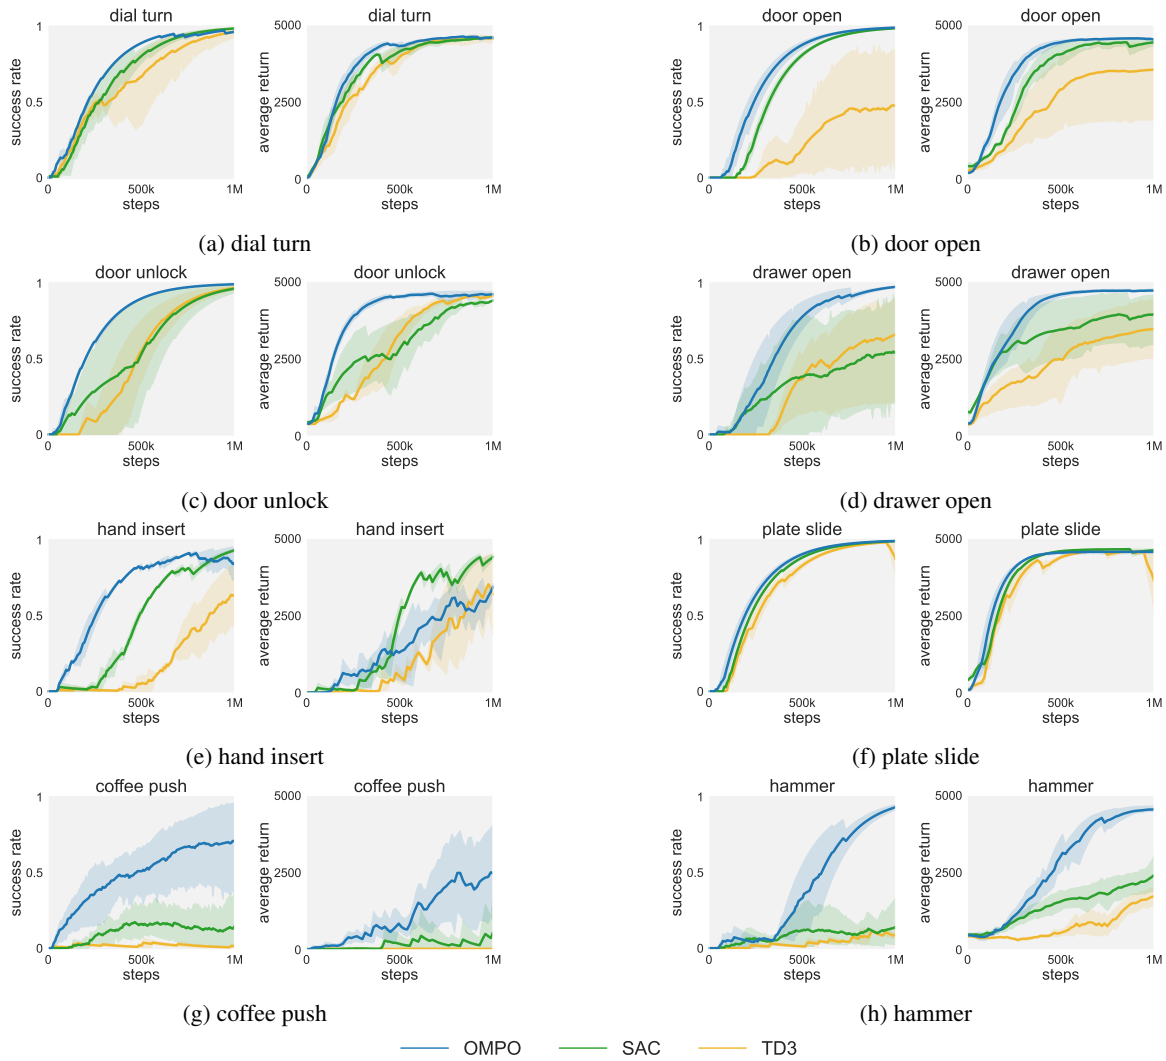 dial turn
success rate
1
0.5
0
0
500k
1M
steps
dial turn
average return
5000
2500
0
0
500k
1M
steps
(a) dial turn
door open
success rate
1
0.5
0
0
500k
1M
steps
door open
average return
5000
2500
0
0
500k
1M
steps
(b) door open
door unlock
success rate
1
0.5
0
0
500k
1M
steps
door unlock
average return
5000
2500
0
0
500k
1M
steps
(c) door unlock
drawer open
success rate
1
0.5
0
0
500k
1M
steps
drawer open
average return
5000
2500
0
0
500k
1M
steps
(d) drawer open
hand insert
success rate
1
0.5
0
0
500k
1M
steps
hand insert
average return
5000
2500
0
0
500k
1M
steps
(e) hand insert
plate slide
success rate
1
0.5
0
0
500k
1M
steps
plate slide
average return
5000
2500
0
0
500k
1M
steps
(f) plate slide
coffee push
success rate
1
0.5
0
0
500k
1M
steps
coffee push
average return
5000
2500
0
0
500k
1M
steps
(g) coffee push
hammer
success rate
1
0.5
0
0
500k
1M
steps
hammer
average return
5000
2500
0
0
500k
1M
steps
(h) hammer
OMPO SAC TD3